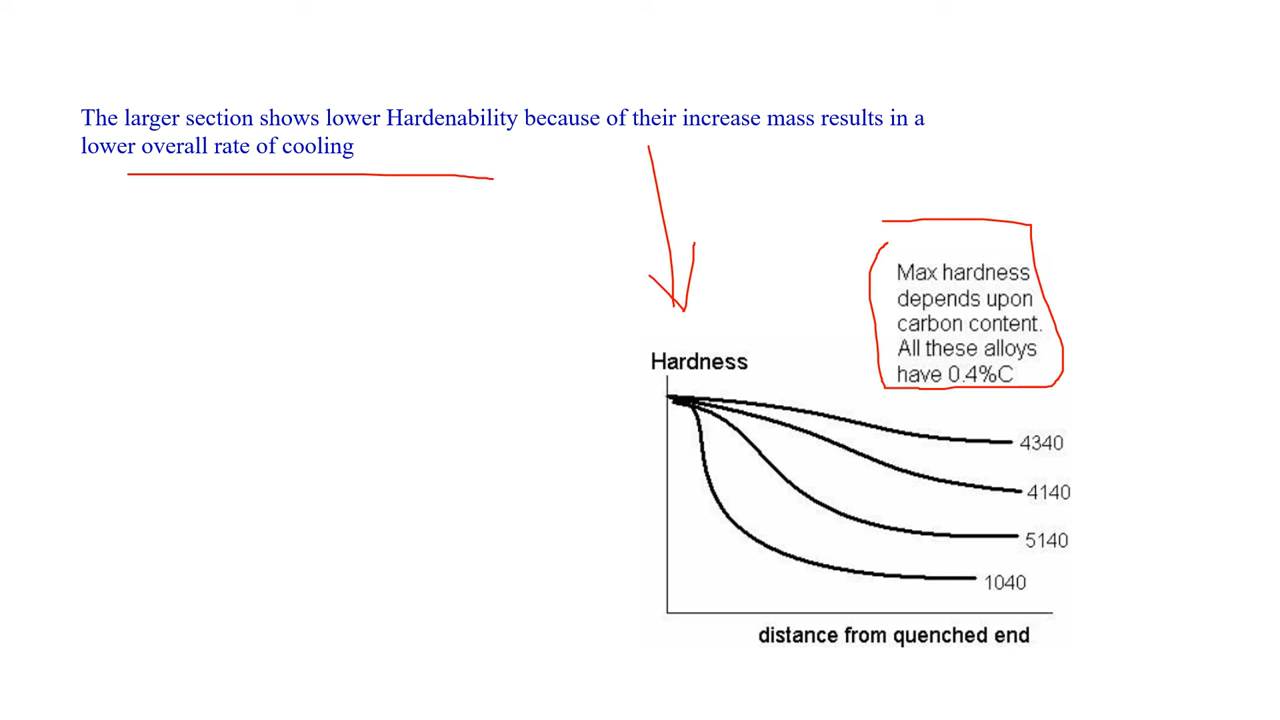 The larger section shows lower Hardenability because of their increase mass results in a
lower overall rate of cooling
Max hardness
depends upon
carbon content.
All these alloys
have 0.4%C
Hardness
4340
4140
5140
1040
distance from quenched end